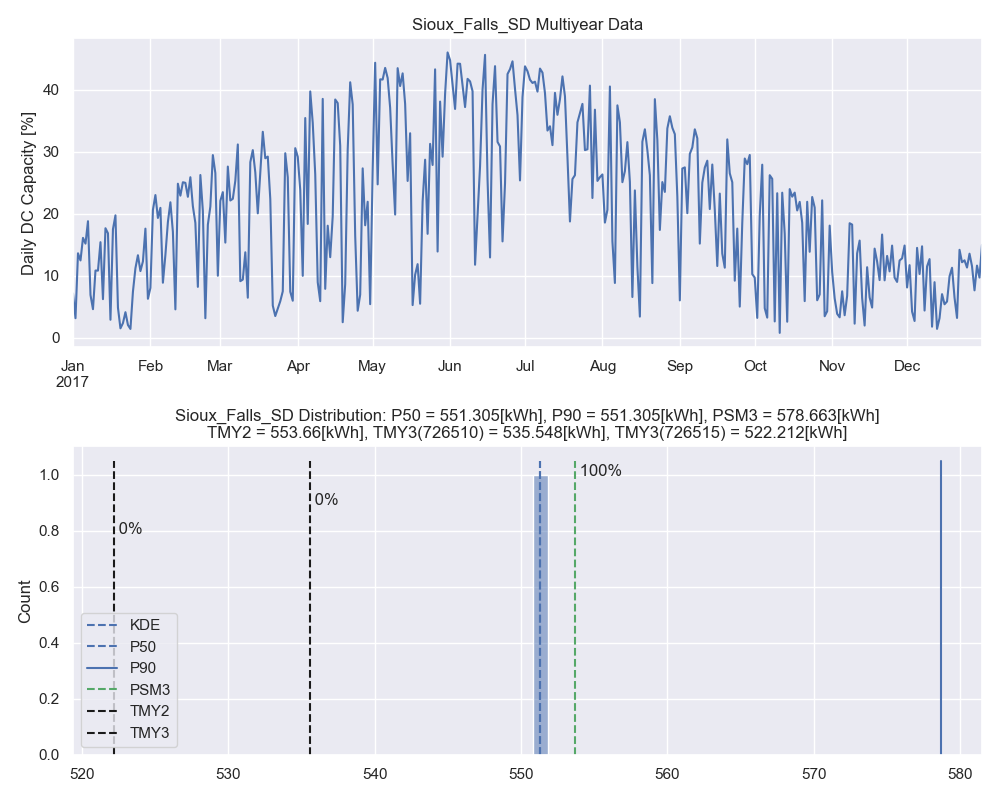 Sioux_Falls_SD Multiyear Data
Daily DC Capacity [%]
40
30
20
10
0
Jan
2017
Feb
Mar
Apr
May
Jun
Jul
Aug
Sep
Oct
Nov
Dec
Sioux_Falls_SD Distribution: P50 = 551.305[kWh], P90 = 551.305[kWh], PSM3 = 578.663[kWh]
TMY2 = 553.66[kWh], TMY3(726510) = 535.548[kWh], TMY3(726515) = 522.212[kWh]
Count
1.0
0.8
0.6
0.4
0.2
0.0
0%
0%
100%
KDE
P50
P90
PSM3
TMY2
TMY3
520
530
540
550
560
570
580